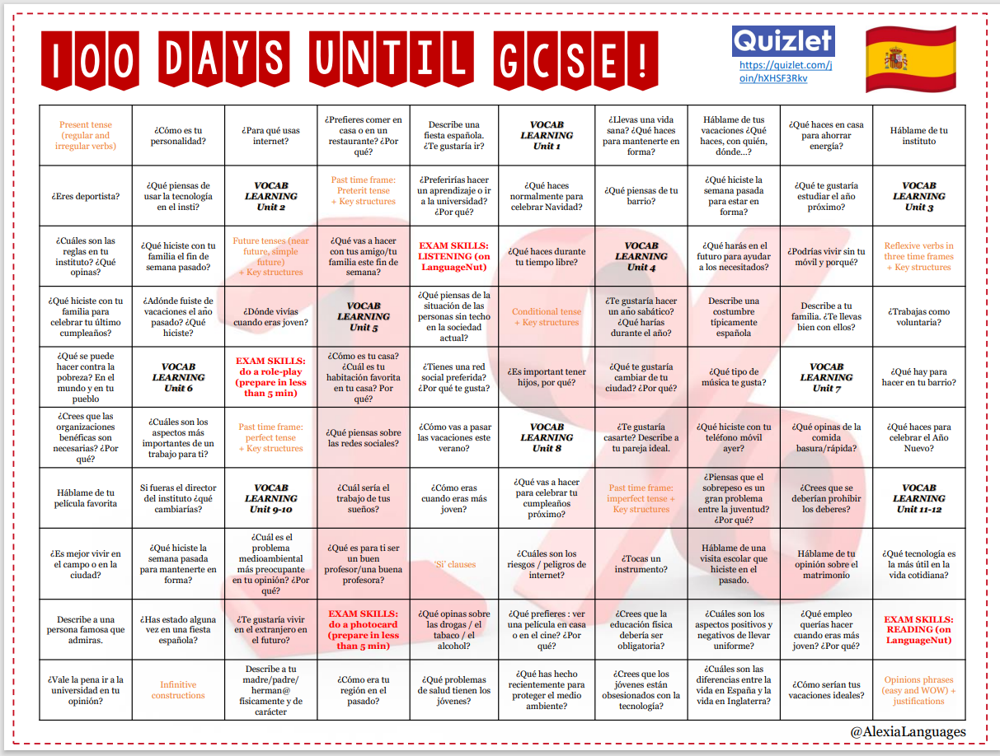 100 DAYS UNTIL GCSE!
Quizlet
https://quizlet.com/j
oin/hXHSF3Rkv
Present tense
(regular and
irregular verbs)
¿Cómo es tu
personalidad?
¿Para qué usas
internet?
¿Prefieres comer en
casa o en un
restaurante? ¿Por
qué?
Describe una
fiesta española.
¿Te gustaría ir?
VOCAB
LEARNING
Unit 1
¿Llevas una vida
sana? ¿Qué haces
para mantenerte en
forma?
Háblame de tus
vacaciones ¿Qué
haces, con quién,
dónde...?
¿Qué haces en casa
para ahorrar
energía?
Háblame de tu
instituto
¿Eres deportista?
¿Qué piensas de
usar la tecnología
en el insti?
VOCAB
LEARNING
Unit 2
Past time frame:
Preterit tense
+ Key structures
¿Preferirías hacer
un aprendizaje o ir
a la universidad?
¿Por qué?
¿Qué haces
normalmente para
celebrar Navidad?
¿Qué piensas de tu
barrio?
¿Qué hiciste la
semana pasada
para estar en
forma?
¿Qué te gustaría
estudiar el año
próximo?
VOCAB
LEARNING
Unit 3
¿Cuáles son las
reglas en tu
instituto? ¿Qué
opinas?
¿Qué hiciste con tu
familia el fin de
semana pasado?
Future tenses (near
future, simple
future)
+ Key structures
¿Qué vas a hacer
con tus amigo/tu
familia este fin de
semana?
EXAM SKILLS:
LISTENING (on
LanguageNut)
¿Qué haces durante
tu tiempo libre?
VOCAB
LEARNING
Unit 4
¿Qué harás en el
futuro para ayudar
a los necesitados?
¿Podrías vivir sin tu
móvil y porqué?
Reflexive verbs in
three time frames
+ Key structures
¿Qué hiciste con tu
familia para
celebrar tu último
cumpleaños?
¿Adónde fuiste de
vacaciones el año
pasado? ¿Qué
hiciste?
¿Dónde vivías
cuando eras joven?
VOCAB
LEARNING
Unit 5
¿Qué piensas de la
situación de las
personas sin techo
en la sociedad
actual?
Conditional tense
+ Key structures
¿Te gustaría hacer
un año sabático?
¿Qué harías
durante el año?
Describe una
costumbre
típicamente
española
Describe a tu
familia. ¿Te llevas
bien con ellos?
¿Trabajas como
voluntaria?
¿Qué se puede
hacer contra la
pobreza? En el
mundo y en tu
pueblo
VOCAB
LEARNING
Unit 6
EXAM SKILLS:
do a role-play
(prepare in less
than 5 min)
¿Cómo es tu casa?
¿Cuál es tu
habitación favorita
en tu casa? Por
qué?
¿Tienes una red
social preferida?
¿Por qué te gusta?
¿Es important tener
hijos, por qué?
¿Qué te gustaría
cambiar de tu
ciudad? ¿Por qué?
¿Qué tipo de
música te gusta?
VOCAB
LEARNING
Unit 7
¿Qué hay para
hacer en tu barrio?
¿Crees que las
organizaciones
benéficas son
necesarias? ¿Por
qué?
¿Cuáles son los
aspectos más
importantes de un
trabajo para ti?
Past time frame:
perfect tense
+ Key structures
¿Qué piensas sobre
las redes sociales?
¿Cómo vas a pasar
las vacaciones este
verano?
VOCAB
LEARNING
Unit 8
¿Te gustaría
casarte? Describe a
tu pareja ideal.
¿Qué hiciste con tu
teléfono móvil
ayer?
¿Qué opinas de la
comida
basura/rápida?
¿Qué haces para
celebrar el Año
Nuevo?
Háblame de tu
película favorita
Si fueras el director
del instituto ¿qué
cambiarías?
VOCAB
LEARNING
Unit 9-10
¿Cuál sería el
trabajo de tus
sueños?
¿Cómo eras
cuando eras más
joven?
¿Qué vas a hacer
para celebrar tu
cumpleaños
próximo?
Past time frame:
imperfect tense +
Key structures
¿Piensas que el
sobrepeso es un
gran problema
entre la juventud?
¿Por qué?
¿Crees que se
deberían prohibir
los deberes?
VOCAB
LEARNING
Unit 11-12
¿Es mejor vivir en
el campo o en la
ciudad?
¿Qué hiciste la
semana pasada
para mantenerte en
forma?
¿Cuál es el
problema
medioambiental
más preocupante
en tu opinión? ¿Por
qué?
¿Qué es para ti ser
un buen
profesor/una buena
profesora?
'Si' clauses
¿Cuáles son los
riesgos / peligros de
internet?
¿Tocas un
instrumento?
Háblame de una
visita escolar que
hiciste en el
pasado.
Háblame de tu
opinión sobre el
matrimonio
¿Qué tecnología es
la más útil en la
vida cotidiana?
Describe a una
persona famosa que
admiras.
¿Has estado alguna
vez en una fiesta
española?
¿Te gustaría vivir
en el extranjero en
el futuro?
EXAM SKILLS:
do a photocard
(prepare in less
than 5 min)
¿Qué opinas sobre
las drogas / el
tabaco / el
alcohol?
¿Qué prefieres : ver
una película en casa
o en el cine? ¿Por
qué?
¿Crees que la
educación física
debería ser
obligatoria?
¿Cuáles son los
aspectos positivos y
negativos de llevar
uniforme?
¿Qué empleo
querías hacer
cuando eras más
joven? ¿Por qué?
EXAM SKILLS:
READING (on
LanguageNut)
¿Vale la pena ir a la
universidad en tu
opinión?
Infinitive
constructions
Describe a tu
madre/padre/
herman@
físicamente y de
carácter
¿Cómo era tu
región en el
pasado?
¿Qué problemas
de salud tienen los
jóvenes?
¿Qué has hecho
recientemente para
proteger el medio
ambiente?
¿Crees que los
jóvenes están
obsesionados con la
tecnología?
¿Cuáles son las
diferencias entre la
vida en España y la
vida en Inglaterra?
¿Cómo serían tus
vacaciones ideales?
Opinions phrases
(easy and WOW) +
justifications
@AlexiaLanguages
1%